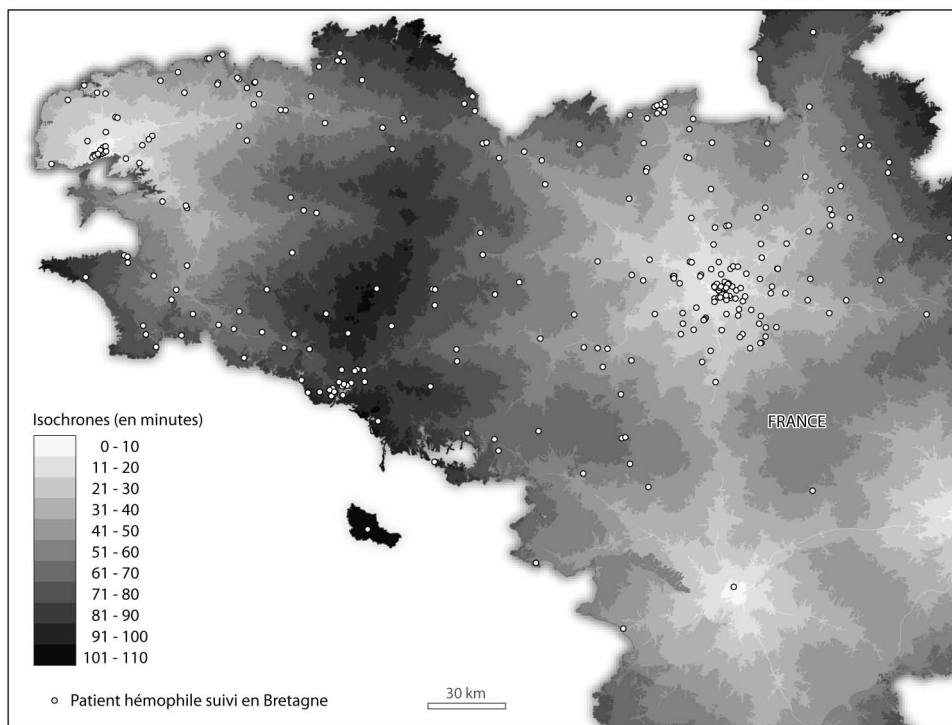 FRANCE
Isochrones (en minutes)
0 - 10
11 - 20
21 - 30
31 - 40
41 - 50
51 - 60
61 - 70
71 - 80
81 - 90
91 - 100
101 - 110
Patient hémophile suivi en Bretagne
30 km